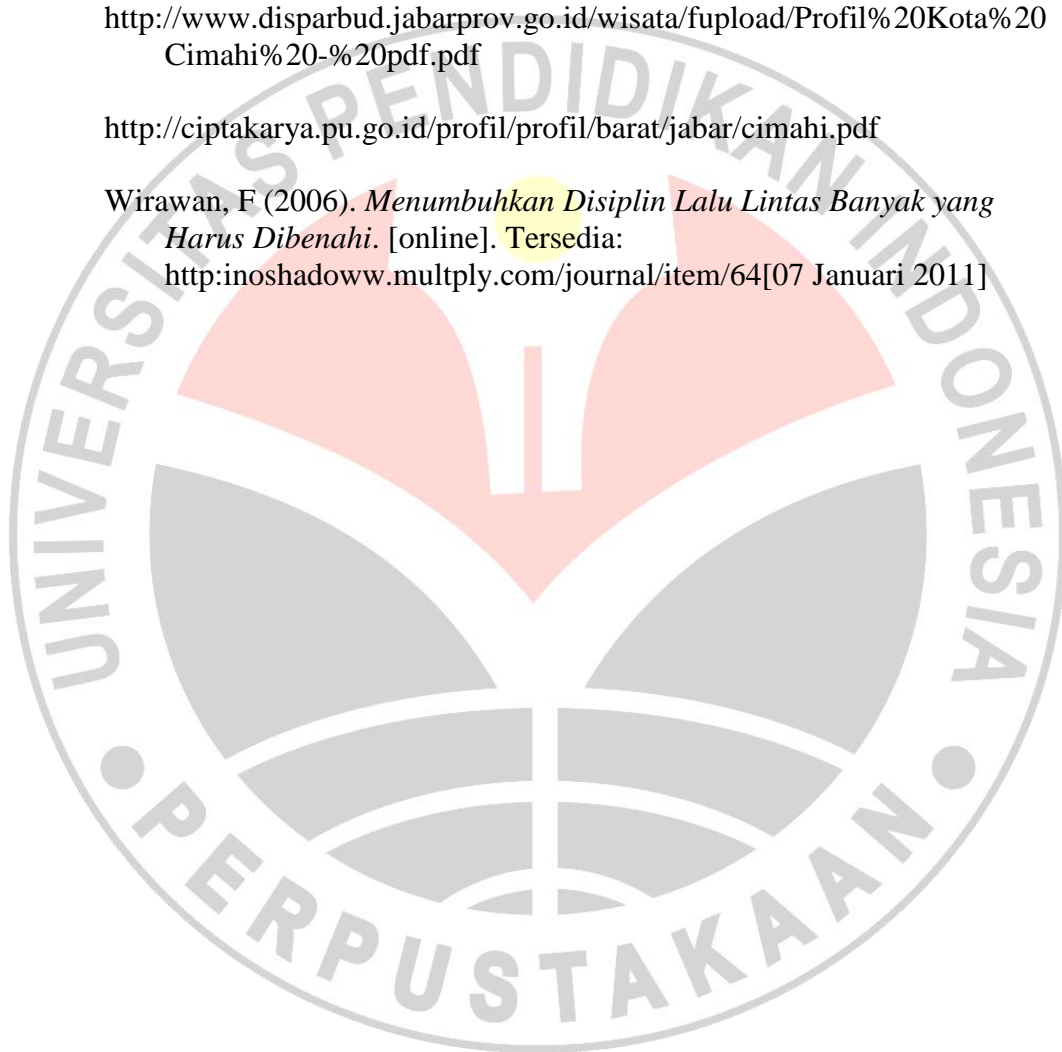 http://www.disparbud.jabarprov.go.id/wisata/fupload/Profil%20Kota%20
Cimahi%20-%20pdf.pdf
http://ciptakarya.pu.go.id/profil/profil/barat/jabar/cimahi.pdf
Wirawan, F (2006). Menumbuhkan Disiplin Lalu Lintas Banyak yang
Harus Dibenahi. [online]. Tersedia:
http:inoshadoww.multply.com/journal/item/64[07 Januari 2011]
UNIVERSITAS PENDIDIKAN INDONESIA
PERPUSTAKAAN